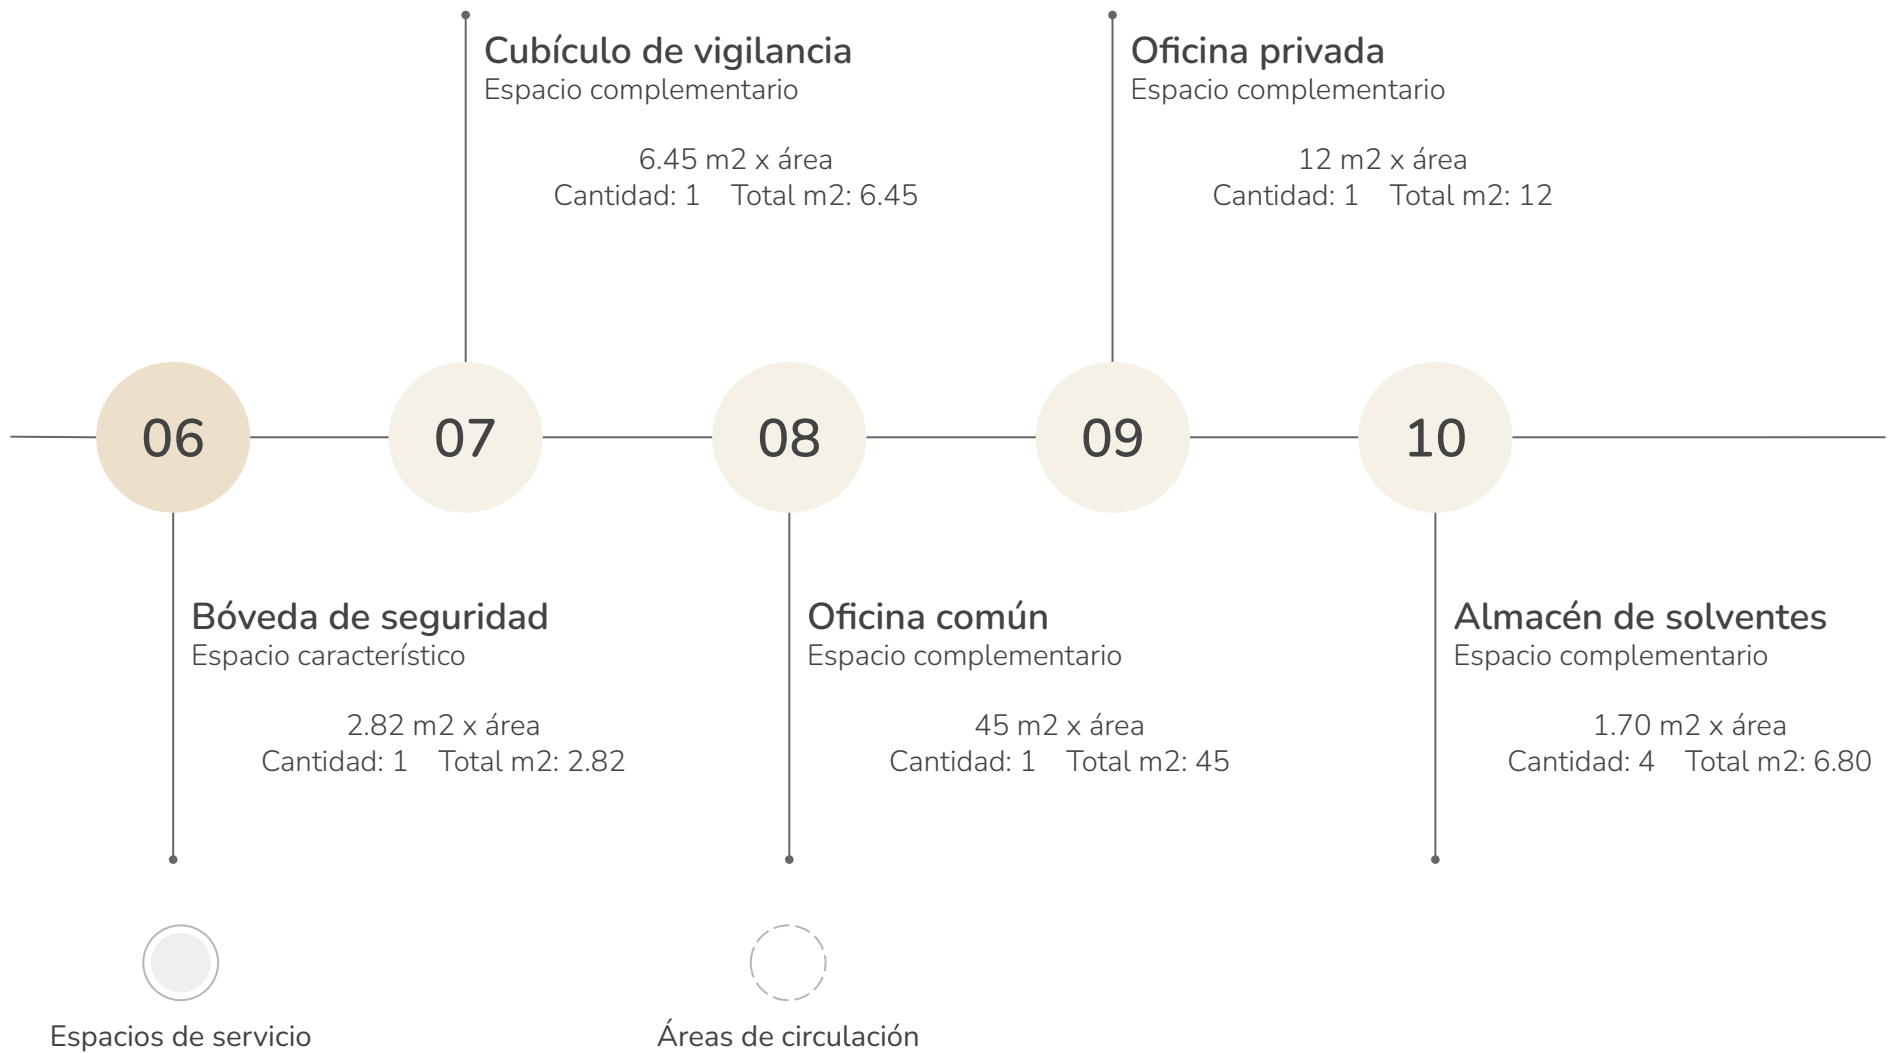 Cubículo de vigilancia
Espacio complementario
6.45 m2 x área
Cantidad: 1    Total m2: 6.45
Oficina privada
Espacio complementario
12 m2 x área
Cantidad: 1    Total m2: 12
06
07
08
09
10
Bóveda de seguridad
Espacio característico
2.82 m2 x área
Cantidad: 1    Total m2: 2.82
Oficina común
Espacio complementario
45 m2 x área
Cantidad: 1    Total m2: 45
Almacén de solventes
Espacio complementario
1.70 m2 x área
Cantidad: 4    Total m2: 6.80
Espacios de servicio
Áreas de circulación